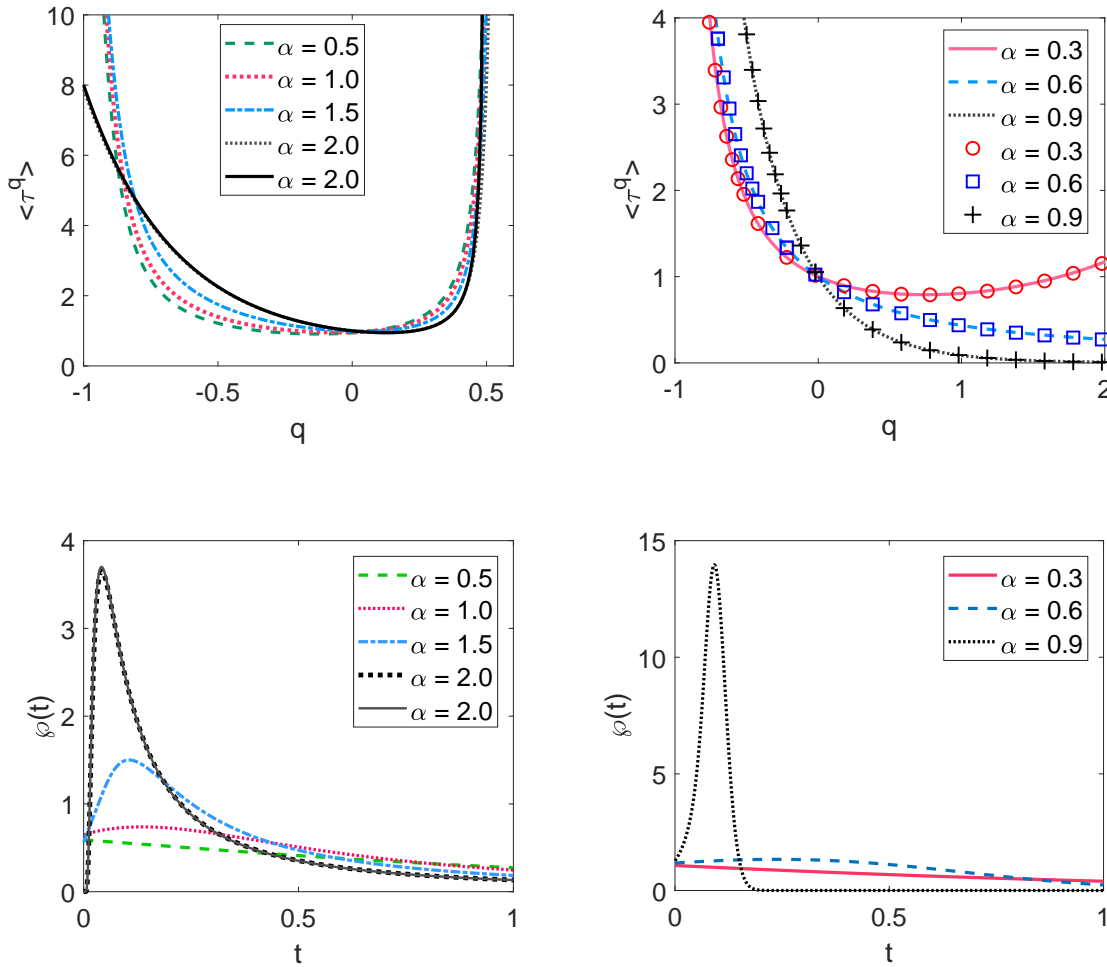 10
8
6
4
2
0
<τ^q>
-1
-0.5
0
0.5
q
α = 0.5
α = 1.0
α = 1.5
α = 2.0
α = 2.0
4
3
2
1
0
<τ^q>
-1
0
1
2
q
α = 0.3
α = 0.6
α = 0.9
α = 0.3
α = 0.6
α = 0.9
4
3
2
1
0
℘(t)
0
0.5
1
t
α = 0.5
α = 1.0
α = 1.5
α = 2.0
α = 2.0
15
10
5
0
℘(t)
0
0.5
1
t
α = 0.3
α = 0.6
α = 0.9